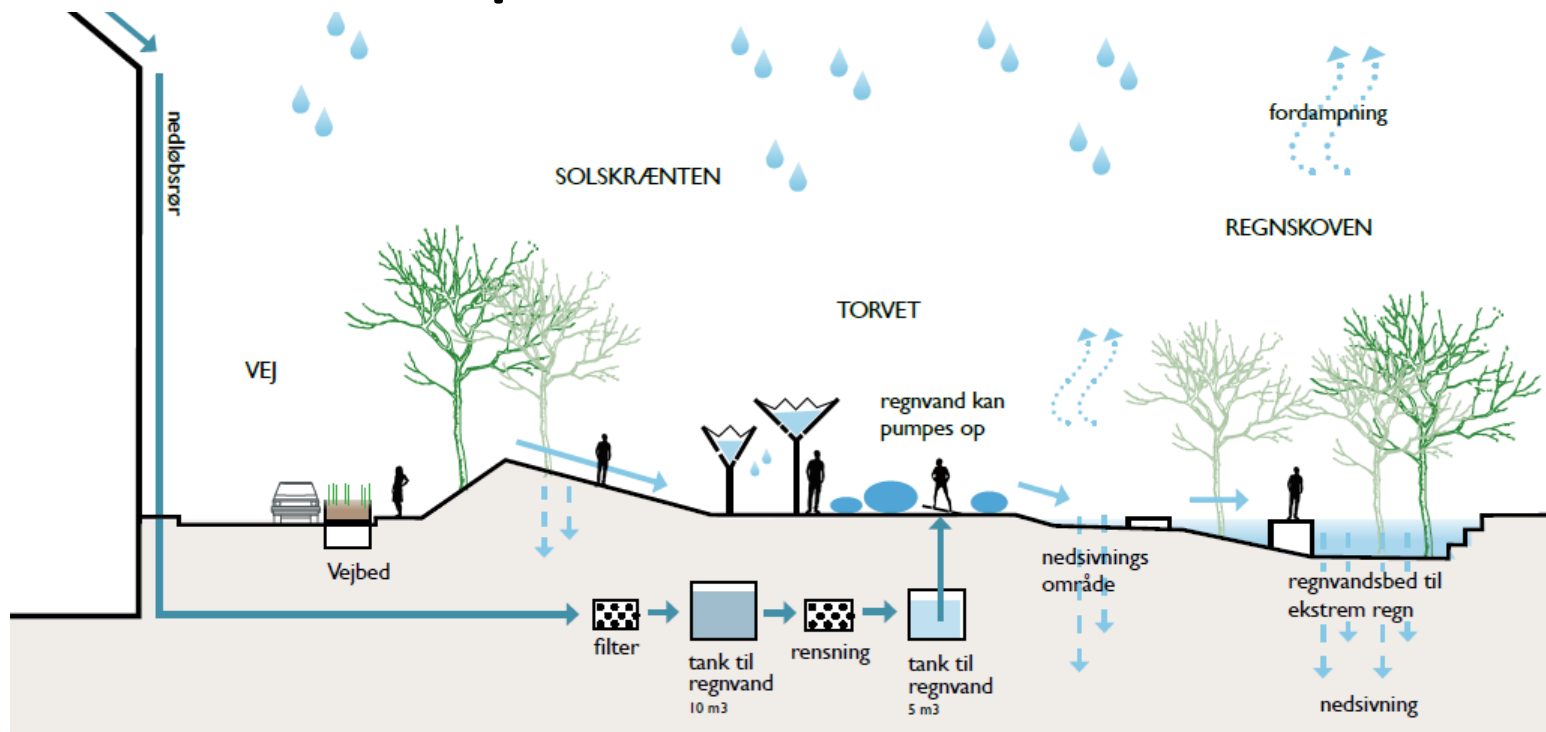 nedløbsrør
fordampning
SOLSKRÆNTEN
REGNSKOVEN
TORVET
VEJ
regnvand kan
pumpes op
Vejbed
nedsivnings
område
regnvandsbed til
ekstrem regn
filter
tank til
regnvand
10 m3
rensning
tank til
regnvand
5 m3
nedsivning